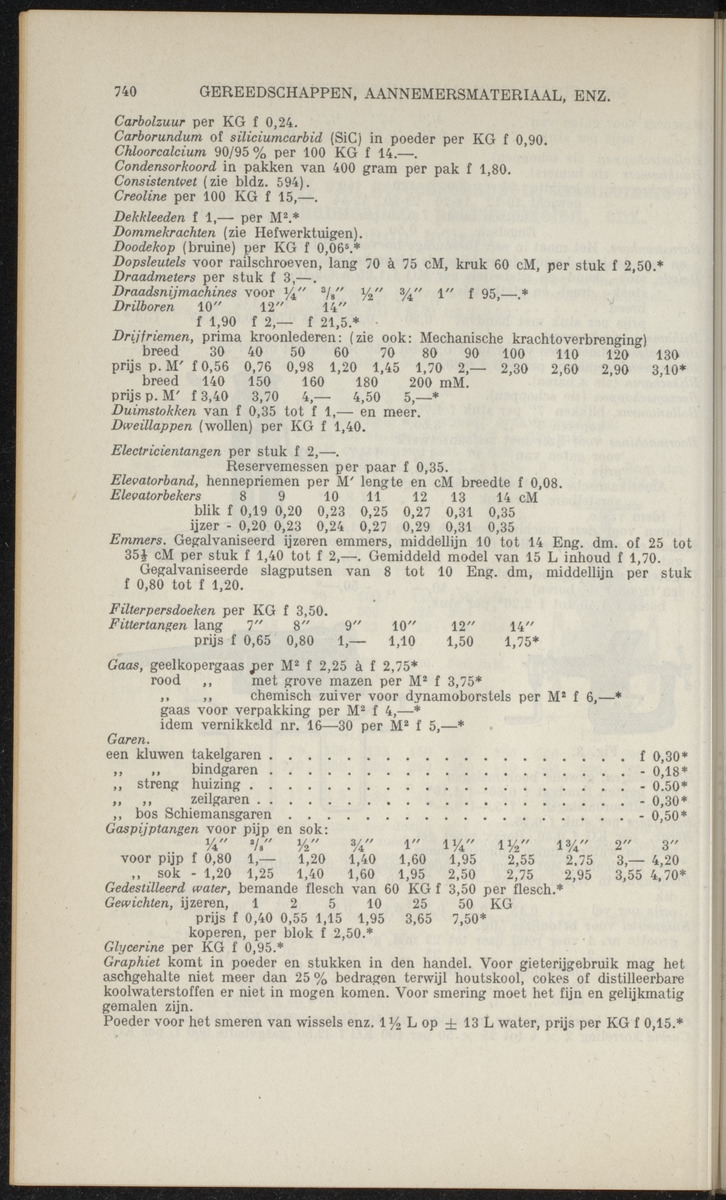 740 GEREEDSCHAPPEN, AANNEMERSMATERIAAL, ENZ.
Carbolzuur per KG f 0,24.
Carborundum of siliciumcarbid (SiC) in poeder per KG f 0,90.
Chloorcalcium 90/95 % per 100 KG f 14.—.
Condensorkoord in pakken van 400 gram per pak f 1,80.
Consistentvet (zie bldz. 594).
Creoline per 100 KG f 15,—.
Dekkleeden f 1,— per M².*
Dommekrachten (zie Hefwerktuigen).
Doodekop (bruine) per KG f 0,06⁵.*
Dopsleutels voor railschroeven, lang 70 à 75 cM, kruk 60 cM, per stuk f 2,50.*
Draadmeters per stuk f 3,—.
Draadsnijmachines voor ¼″ ³/₈″ ½″ ¾″ 1″ f 95,—.*
Drilboren 10″ 12″ 14″
f 1,90 f 2,— f 21,5.*
Drijfriemen, prima kroonlederen: (zie ook: Mechanische krachtoverbrenging)
breed 30 40 50 60 70 80 90 100 110 120 130
prijs p. M′ f 0,56 0,76 0,98 1,20 1,45 1,70 2,— 2,30 2,60 2,90 3,10*
breed 140 150 160 180 200 mM.
prijs p. M′ f 3,40 3,70 4,— 4,50 5,—*
Duimstokken van f 0,35 tot f 1,— en meer.
Dweillappen (wollen) per KG f 1,40.
Electricientangen per stuk f 2,—.
Reservemessen per paar f 0,35.
Elevatorband, hennepriemen per M′ lengte en cM breedte f 0,08.
Elevatorbekers 8 9 10 11 12 13 14 cM
blik f 0,19 0,20 0,23 0,25 0,27 0,31 0,35
ijzer - 0,20 0,23 0,24 0,27 0,29 0,31 0,35
Emmers. Gegalvaniseerd ijzeren emmers, middellijn 10 tot 14 Eng. dm. of 25 tot
35½ cM per stuk f 1,40 tot f 2,—. Gemiddeld model van 15 L inhoud f 1,70.
Gegalvaniseerde slagputsen van 8 tot 10 Eng. dm, middellijn per stuk
f 0,80 tot f 1,20.
Filterpersdoeken per KG f 3,50.
Fittertangen lang 7″ 8″ 9″ 10″ 12″ 14″
prijs f 0,65 0,80 1,— 1,10 1,50 1,75*
Gaas, geelkopergaas per M² f 2,25 à f 2,75*
rood ,, met grove mazen per M² f 3,75*
,, ,, chemisch zuiver voor dynamoborstels per M² f 6,—*
gaas voor verpakking per M² f 4,—*
idem vernikkeld nr. 16—30 per M² f 5,—*
Garen.
een kluwen takelgaren . . . . . . . . . . . . . . . . . . . f 0,30*
,, ,, bindgaren . . . . . . . . . . . . . . . . . . . - 0,18*
,, streng huizing . . . . . . . . . . . . . . . . . . . . - 0.50*
,, ,, zeilgaren . . . . . . . . . . . . . . . . . . . . - 0,30*
,, bos Schiemansgaren . . . . . . . . . . . . . . . . . . - 0,50*
Gaspijptangen voor pijp en sok:
¼″ ³/₈″ ½″ ¾″ 1″ 1¼″ 1½″ 1¾″ 2″ 3″
voor pijp f 0,80 1,— 1,20 1,40 1,60 1,95 2,55 2,75 3,— 4,20
,, sok - 1,20 1,25 1,40 1,60 1,95 2,50 2,75 2,95 3,55 4,70*
Gedestilleerd water, bemande flesch van 60 KG f 3,50 per flesch.*
Gewichten, ijzeren, 1 2 5 10 25 50 KG
prijs f 0,40 0,55 1,15 1,95 3,65 7,50*
koperen, per blok f 2,50.*
Glycerine per KG f 0,95.*
Graphiet komt in poeder en stukken in den handel. Voor gieterijgebruik mag het
aschgehalte niet meer dan 25 % bedragen terwijl houtskool, cokes of distilleerbare
koolwaterstoffen er niet in mogen komen. Voor smering moet het fijn en gelijkmatig
gemalen zijn.
Poeder voor het smeren van wissels enz. 1½ L op ± 13 L water, prijs per KG f 0,15.*